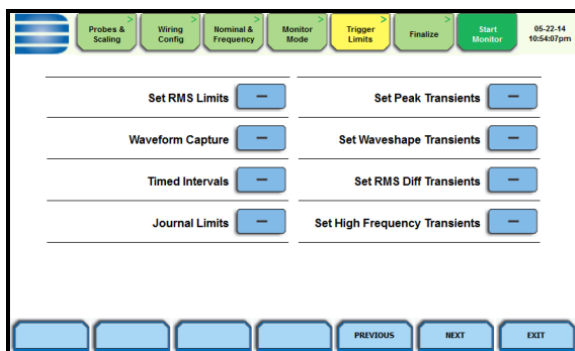 Probes &
Scaling
>
Wiring
Config
>
Nominal &
Frequency
>
Monitor
Mode
>
Trigger
Limits
>
Finalize
>
Start
Monitor
05-22-14
10:54:07pm
Set RMS Limits
Set Peak Transients
Waveform Capture
Set Waveshape Transients
Timed Intervals
Set RMS Diff Transients
Journal Limits
Set High Frequency Transients
PREVIOUS
NEXT
EXIT